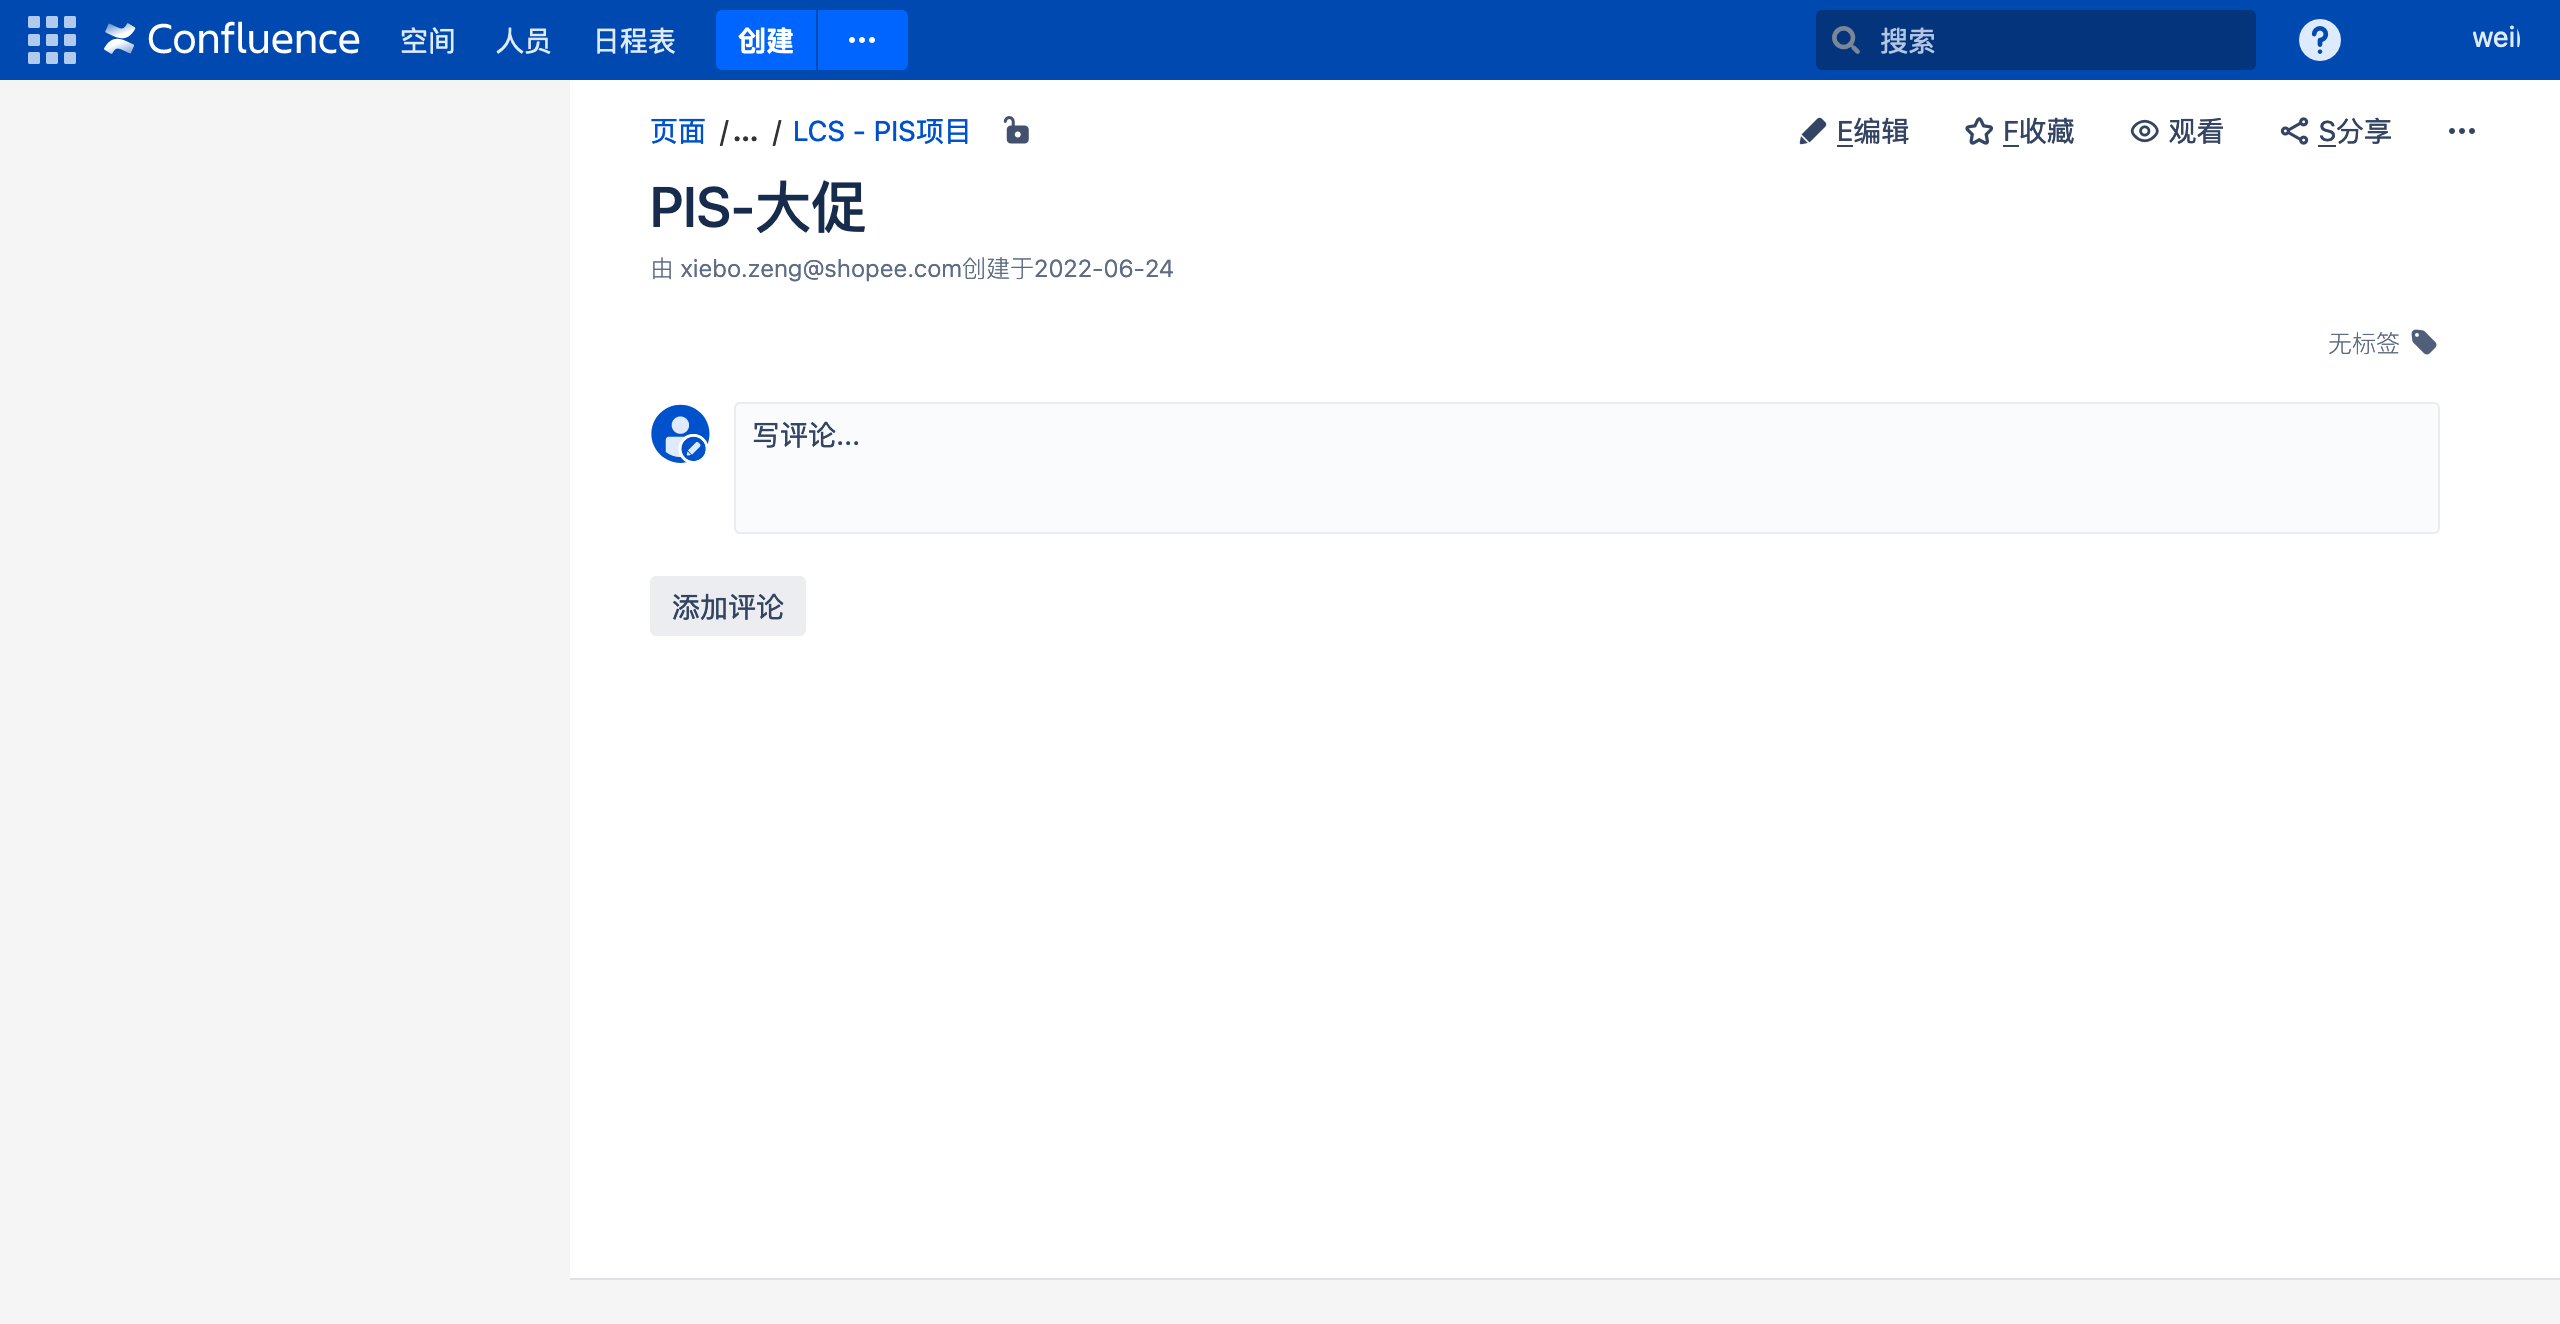 Confluence 空间 人员 日程表 创建 ··· 搜索 ? wei
页面 / ... / LCS - PIS项目 E编辑 F收藏 观看 S分享 ···
PIS-大促
由 xiebo.zeng@shopee.com创建于2022-06-24
无标签
写评论...
添加评论